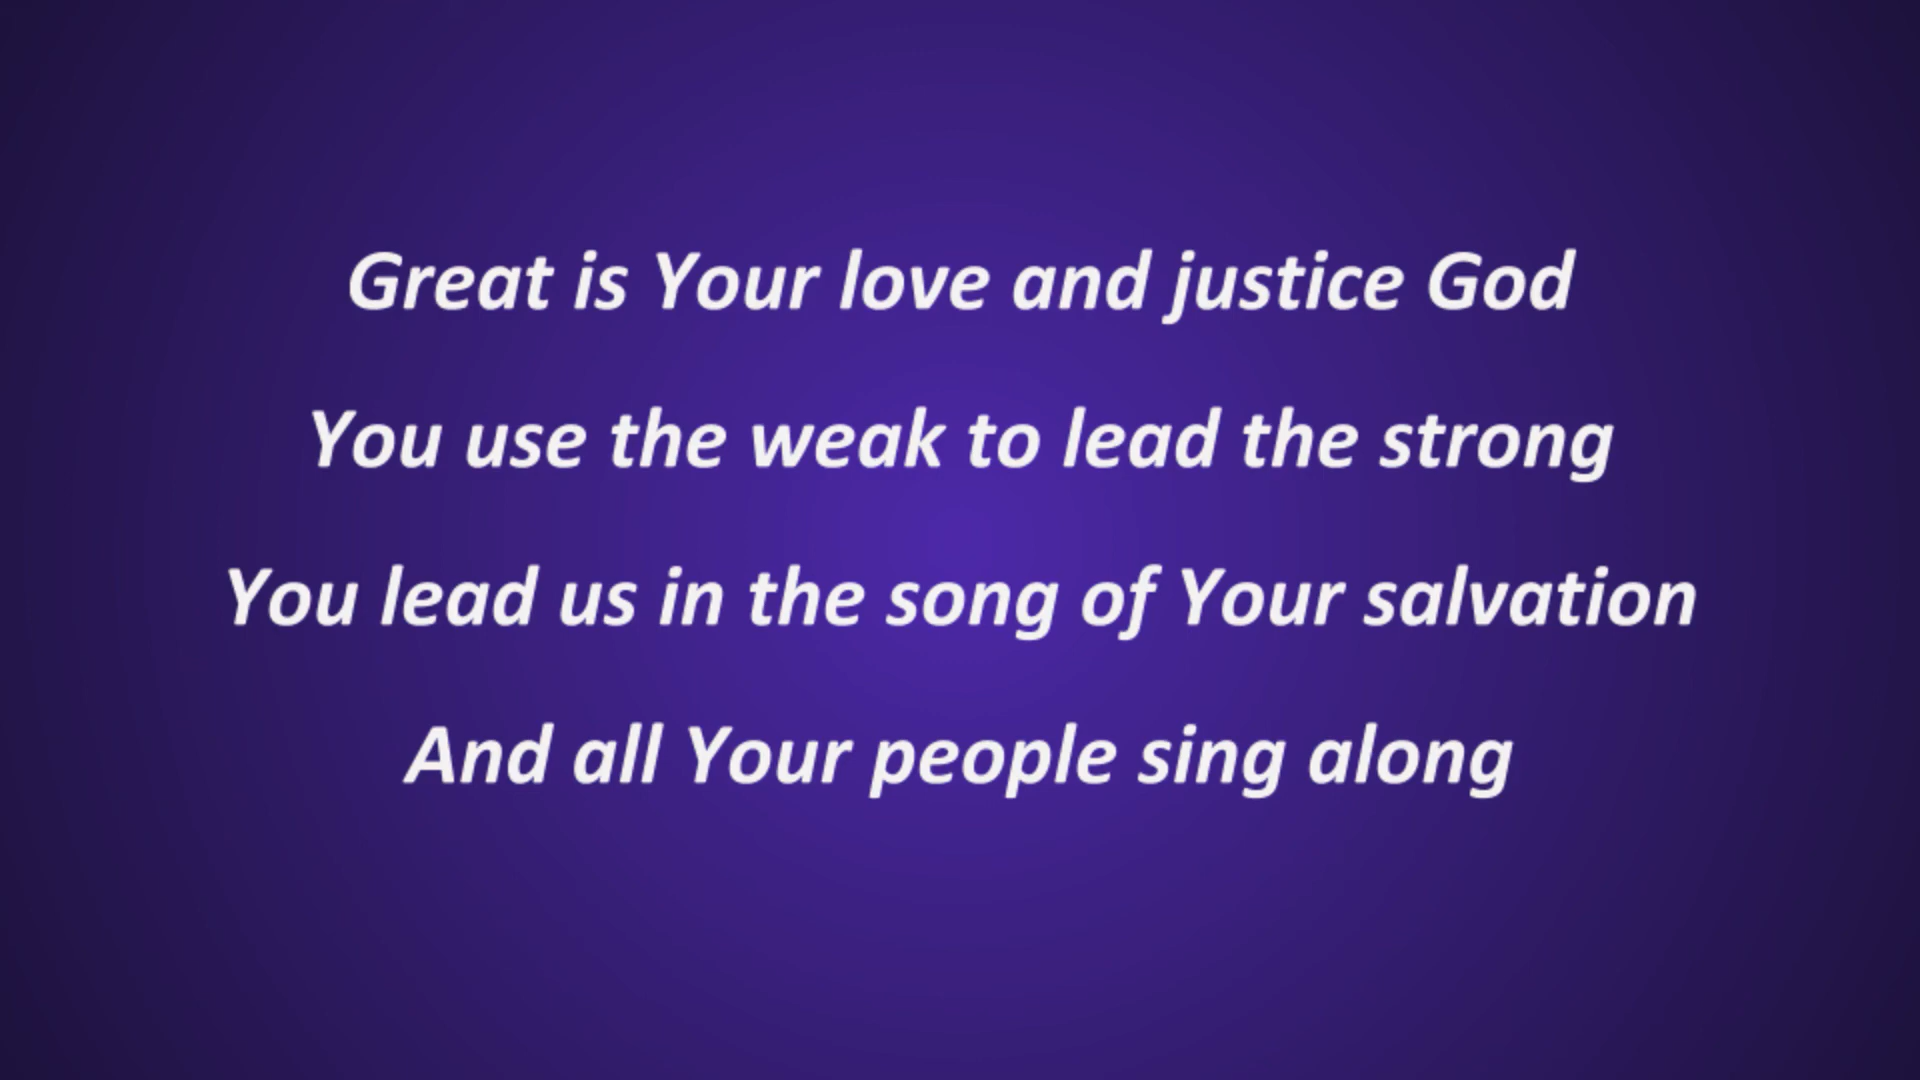 Great is Your love and justice God
You use the weak to lead the strong
You lead us in the song of Your salvation
And all Your people sing along